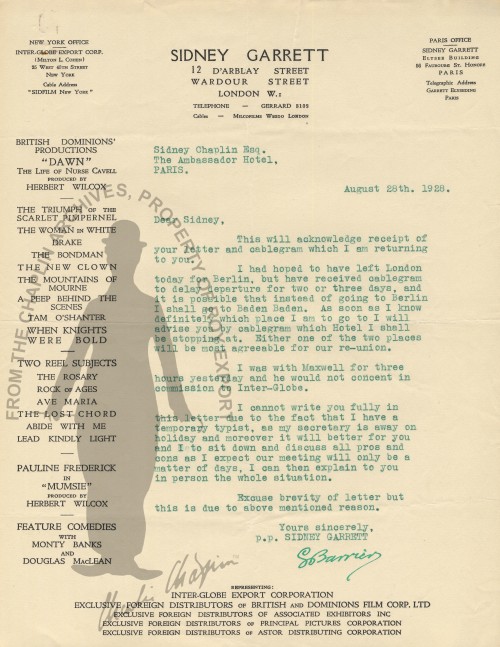 NEW YORK OFFICE
INTER-GLOBE EXPORT CORP.
(MILTON L. COHEN)
25 WEST 45TH STREET
NEW YORK
Cable Address
"SIDFILM NEW YORK"
SIDNEY GARRETT
12 D'ARBLAY STREET
WARDOUR STREET
LONDON W.1
TELEPHONE — GERRARD
CABLES — MILCOFILMS WESDO LONDON
PARIS OFFICE
SIDNEY GARRETT
ELYSEE BUILDING
FAUBOURG ST. HONORE
PARIS
Telegraphic Address
GARRETT
PARIS
BRITISH DOMINIONS'
PRODUCTIONS
"DAWN"
THE LIFE OF NURSE CAVELL
PRODUCED BY
HERBERT WILCOX
THE TRIUMPH OF THE
SCARLET PIMPERNEL
THE WOMAN IN WHITE
DRAKE
THE BONDMAN
THE NEW CLOWN
THE MOUNTAINS OF
MOURNE
A PEEP BEHIND THE
SCENES
TAM O'SHANTER
WHEN KNIGHTS
WERE BOLD
TWO REEL SUBJECTS
THE ROSARY
ROCK OF AGES
AVE MARIA
THE LOST CHORD
ABIDE WITH ME
LEAD KINDLY LIGHT
PAULINE FREDERICK
IN
"MUMSIE"
PRODUCED BY
HERBERT WILCOX
FEATURE COMEDIES
WITH
MONTY BANKS
AND
DOUGLAS MACLEAN
Sidney Chaplin Esq.
The Ambassador Hotel,
PARIS.
August 28th. 1928.
Dear Sidney,
This will acknowledge receipt of
your letter and cablegram which I am returning
to you.
I had hoped to have left London
today for Berlin, but have received cablegram
to delay departure for two or three days, and
it is possible that instead of going to Berlin
I shall go to Baden Baden. As soon as I know
definitely which place I am to go to I will
advise you by cablegram which Hotel I shall
be stopping at. Either one of the two places
will be most agreeable for our re-union.
I was with Maxwell for three
hours yesterday and he would not concent in
commission to Inter-Globe.
I cannot write you fully in
this letter due to the fact that I have a
temporary typist, as my secretary is away on
holiday and moreover it will better for you
and I to sit down and discuss all pros and
cons as I expect our meeting will only be a
matter of days, I can then explain to you
in person the whole situation.
Excuse brevity of letter but
this is due to above mentioned reason.
Yours sincerely,
p.p. SIDNEY GARRETT
REPRESENTING:
INTER-GLOBE EXPORT CORPORATION
EXCLUSIVE FOREIGN DISTRIBUTORS OF BRITISH AND DOMINIONS FILM CORP. LTD
EXCLUSIVE FOREIGN DISTRIBUTORS OF ASSOCIATED EXHIBITORS INC
EXCLUSIVE FOREIGN DISTRIBUTORS OF PRINCIPAL PICTURES CORPORATION
EXCLUSIVE FOREIGN DISTRIBUTORS OF ASTOR DISTRIBUTING CORPORATION
FROM THE CHAPLIN ARCHIVES, PROPERTY OF ROY EXPORT
Charlie Chaplin